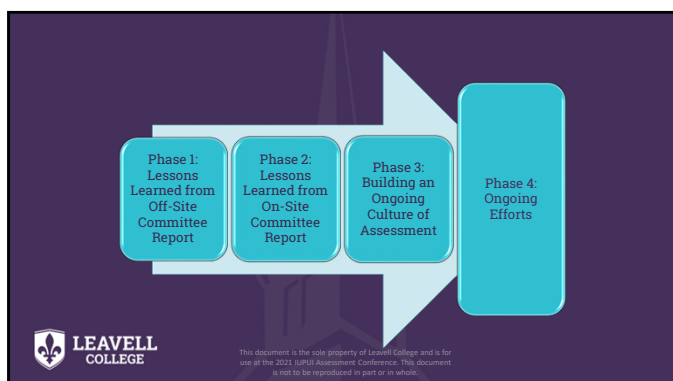 Phase 1:
Lessons
Learned from
Off-Site
Committee
Report
Phase 2:
Lessons
Learned from
On-Site
Committee
Report
Phase 3:
Building an
Ongoing
Culture of
Assessment
Phase 4:
Ongoing
Efforts
LEAVELL
COLLEGE
This document is the sole property of Leavell College and is for
use at the 2021 IUPUI Assessment Conference. This document
is not to be reproduced in part or in whole.